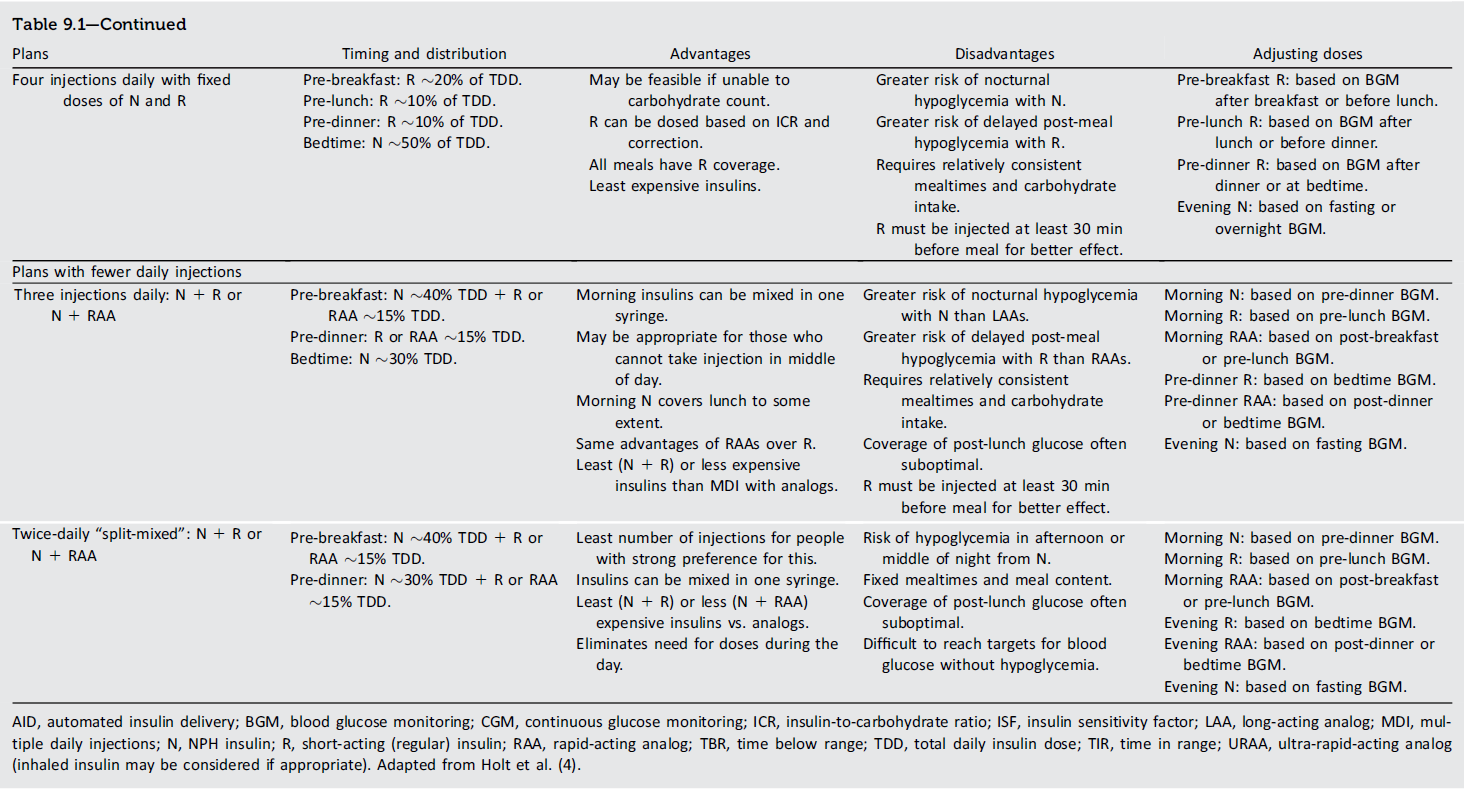 Table 9.1—Continued
Plans Timing and distribution Advantages Disadvantages Adjusting doses
Four injections daily with fixed
doses of N and R
Pre-breakfast: R ∼20% of TDD.
Pre-lunch: R ∼10% of TDD.
Pre-dinner: R ∼10% of TDD.
Bedtime: N ∼50% of TDD.
May be feasible if unable to
carbohydrate count.
R can be dosed based on ICR and
correction.
All meals have R coverage.
Least expensive insulins.
Greater risk of nocturnal
hypoglycemia with N.
Greater risk of delayed post-meal
hypoglycemia with R.
Requires relatively consistent
mealtimes and carbohydrate
intake.
R must be injected at least 30 min
before meal for better effect.
Pre-breakfast R: based on BGM
after breakfast or before lunch.
Pre-lunch R: based on BGM after
lunch or before dinner.
Pre-dinner R: based on BGM after
dinner or at bedtime.
Evening N: based on fasting or
overnight BGM.
Plans with fewer daily injections
Three injections daily: N + R or
N + RAA
Pre-breakfast: N ∼40% TDD + R or
RAA ∼15% TDD.
Pre-dinner: R or RAA ∼15% TDD.
Bedtime: N ∼30% TDD.
Morning insulins can be mixed in one
syringe.
May be appropriate for those who
cannot take injection in middle
of day.
Morning N covers lunch to some
extent.
Same advantages of RAAs over R.
Least (N + R) or less expensive
insulins than MDI with analogs.
Greater risk of nocturnal hypoglycemia
with N than LAAs.
Greater risk of delayed post-meal
hypoglycemia with R than RAAs.
Requires relatively consistent
mealtimes and carbohydrate
intake.
Coverage of post-lunch glucose often
suboptimal.
R must be injected at least 30 min
before meal for better effect.
Morning N: based on pre-dinner BGM.
Morning R: based on pre-lunch BGM.
Morning RAA: based on post-breakfast
or pre-lunch BGM.
Pre-dinner R: based on bedtime BGM.
Pre-dinner RAA: based on post-dinner
or bedtime BGM.
Evening N: based on fasting BGM.
Twice-daily “split-mixed”: N + R or
N + RAA
Pre-breakfast: N ∼40% TDD + R or
RAA ∼15% TDD.
Pre-dinner: N ∼30% TDD + R or RAA
∼15% TDD.
Least number of injections for people
with strong preference for this.
Insulins can be mixed in one syringe.
Least (N + R) or less (N + RAA)
expensive insulins vs. analogs.
Eliminates need for doses during the
day.
Risk of hypoglycemia in afternoon or
middle of night from N.
Fixed mealtimes and meal content.
Coverage of post-lunch glucose often
suboptimal.
Difficult to reach targets for blood
glucose without hypoglycemia.
Morning N: based on pre-dinner BGM.
Morning R: based on pre-lunch BGM.
Morning RAA: based on post-breakfast
or pre-lunch BGM.
Evening R: based on bedtime BGM.
Evening RAA: based on post-dinner or
bedtime BGM.
Evening N: based on fasting BGM.
AID, automated insulin delivery; BGM, blood glucose monitoring; CGM, continuous glucose monitoring; ICR, insulin-to-carbohydrate ratio; ISF, insulin sensitivity factor; LAA, long-acting analog; MDI, mul-
tiple daily injections; N, NPH insulin; R, short-acting (regular) insulin; RAA, rapid-acting analog; TBR, time below range; TDD, total daily insulin dose; TIR, time in range; URAA, ultra-rapid-acting analog
(inhaled insulin may be considered if appropriate). Adapted from Holt et al. (4).